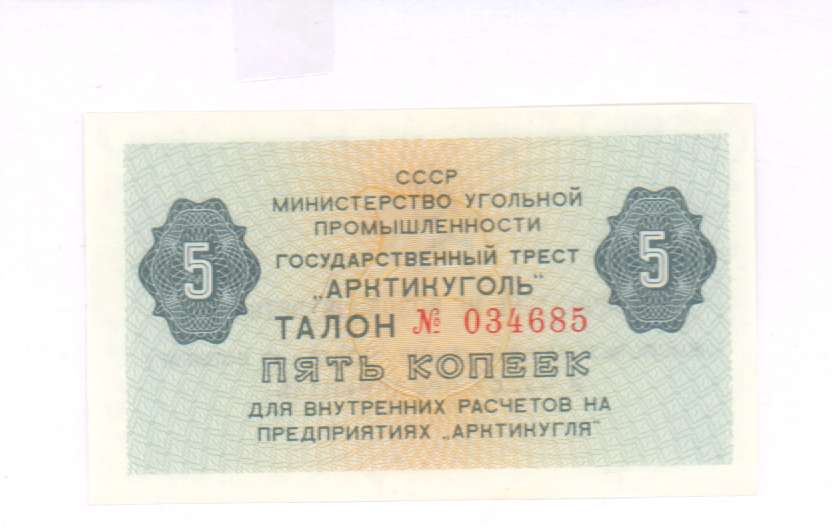 СССР
МИНИСТЕРСТВО УГОЛЬНОЙ
ПРОМЫШЛЕННОСТИ
ГОСУДАРСТВЕННЫЙ ТРЕСТ
„АРКТИКУГОЛЬ"
5 5
ТАЛОН № 034685
ПЯТЬ КОПЕЕК
ДЛЯ ВНУТРЕННИХ РАСЧЕТОВ НА
ПРЕДПРИЯТИЯХ „АРКТИКУГЛЯ"